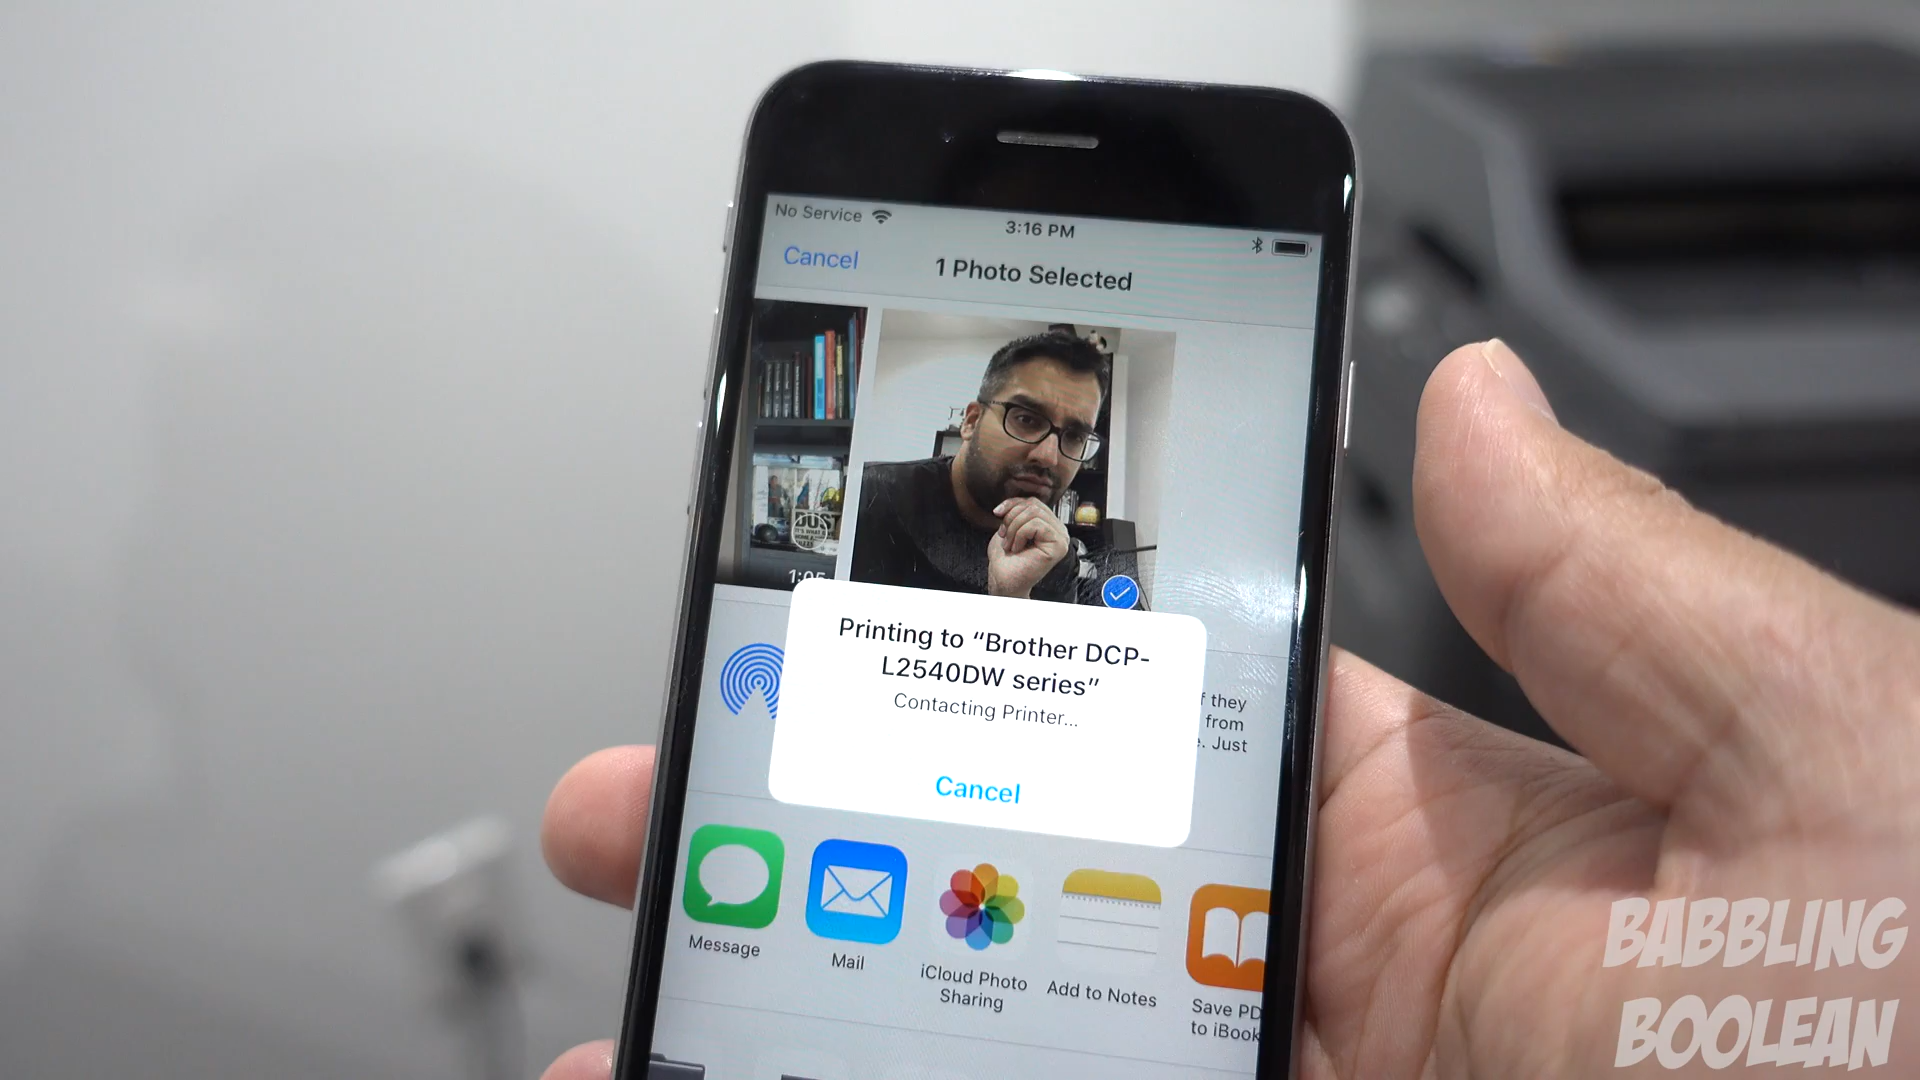 No Service
3:16 PM
Cancel
1 Photo Selected
1:05
Printing to “Brother DCP-
L2540DW series”
Contacting Printer...
Cancel
they
from
Just
Message
Mail
iCloud Photo
Sharing
Add to Notes
Save PD
to iBook
BABBLING
BOOLEAN